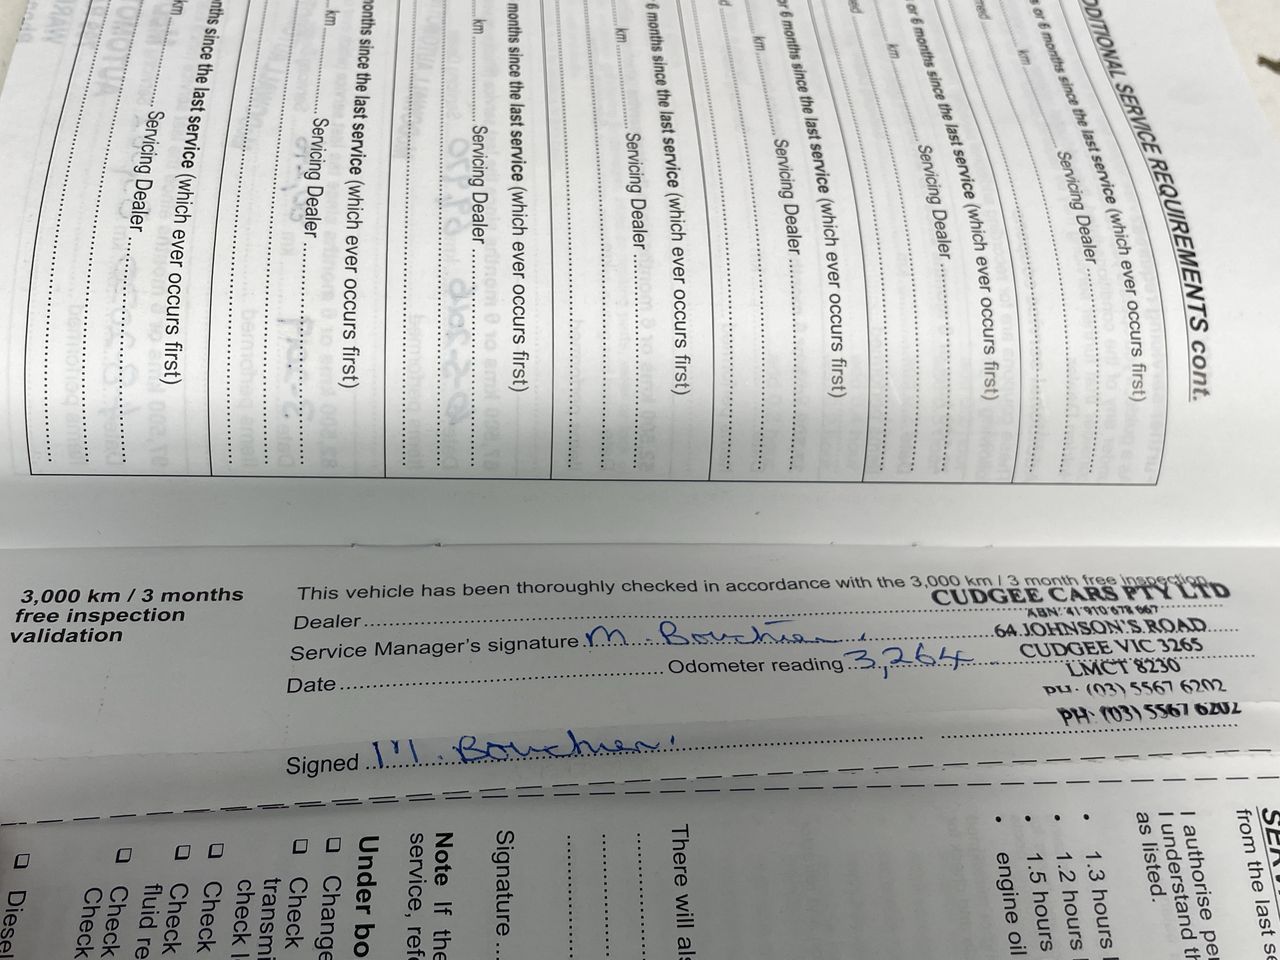 ADDITIONAL SERVICE REQUIREMENTS cont.
s or 6 months since the last service (which ever occurs first)
km
Servicing Dealer
or 6 months since the last service (which ever occurs first)
km
Servicing Dealer
or 6 months since the last service (which ever occurs first)
km
Servicing Dealer
6 months since the last service (which ever occurs first)
km
Servicing Dealer
months since the last service (which ever occurs first)
km
Servicing Dealer
months since the last service (which ever occurs first)
km
Servicing Dealer
nths since the last service (which ever occurs first)
km
Servicing Dealer
3,000 km / 3 months
free inspection
validation
This vehicle has been thoroughly checked in accordance with the 3,000 km / 3 month free inspection
Dealer
Service Manager's signature M. Bouchier.
Date
Odometer reading 3,264
Signed M. Bouchier.
CUDGEE CARS PTY LTD
ABN: 41 910 678 667
64 JOHNSON'S ROAD
CUDGEE VIC 3265
LMCT 8230
PH: (03) 5567 6202
PH: (03) 5567 6202
from the last se
I authorise pe
I understand th
as listed.
• 1.3 hours
• 1.2 hours
• 1.5 hours
• engine oil
There will als
Signature
Note If the
service, refe
Under bo
Change
Check
transmi
check l
Check
Check
fluid re
Check
Check
Diesel